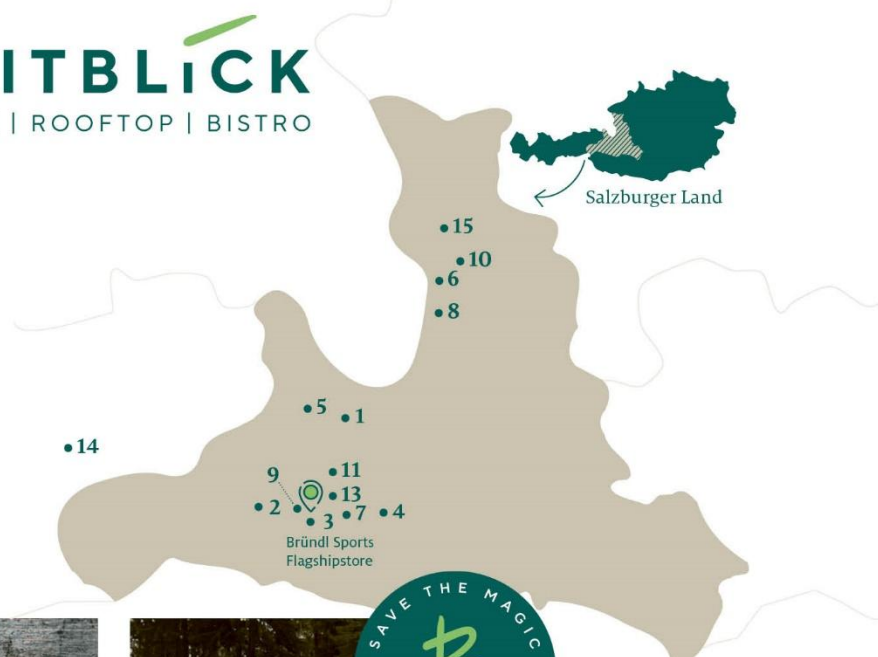 ITBLiCK
| ROOFTOP | BISTRO
Salzburger Land
15
10
6
8
5
1
14
9
11
13
2
3
7
4
Bründl Sports
Flagshipstore
SAVE THE MAGIC